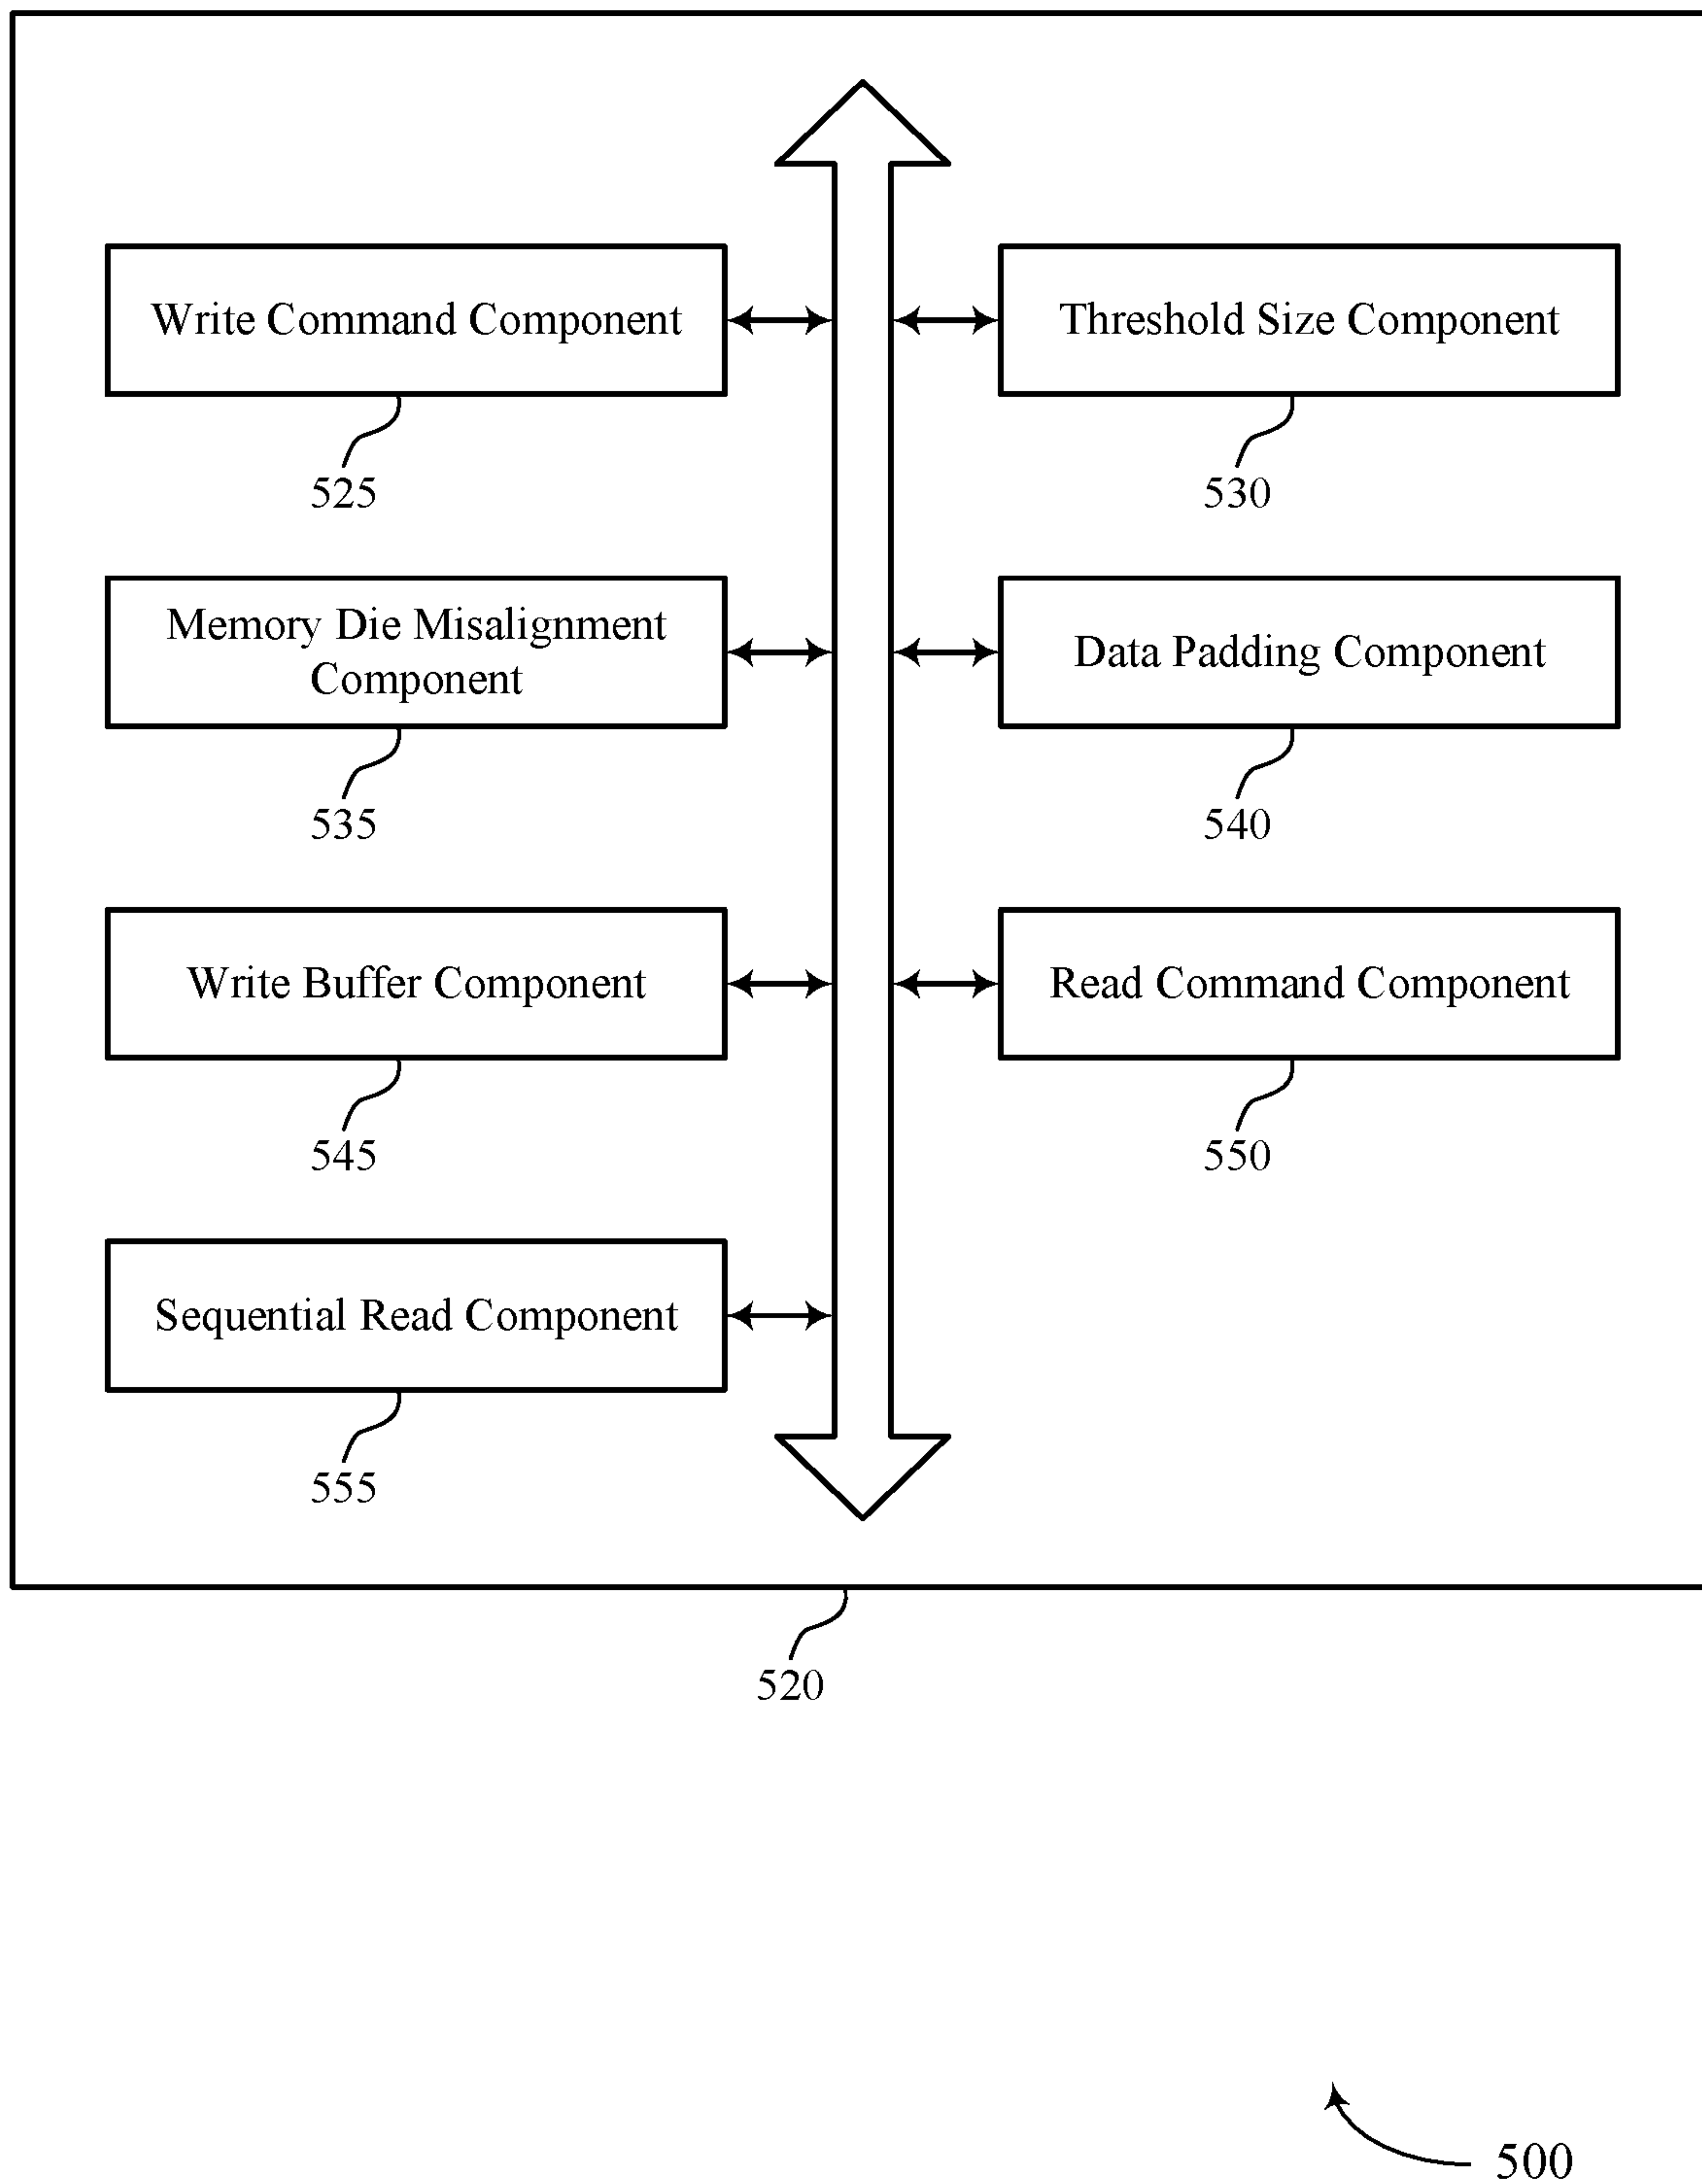 Write Command Component
Threshold Size Component
525
530
Memory Die Misalignment
Component
Data Padding Component
535
540
Write Buffer Component
Read Command Component
545
550
Sequential Read Component
555
520
500